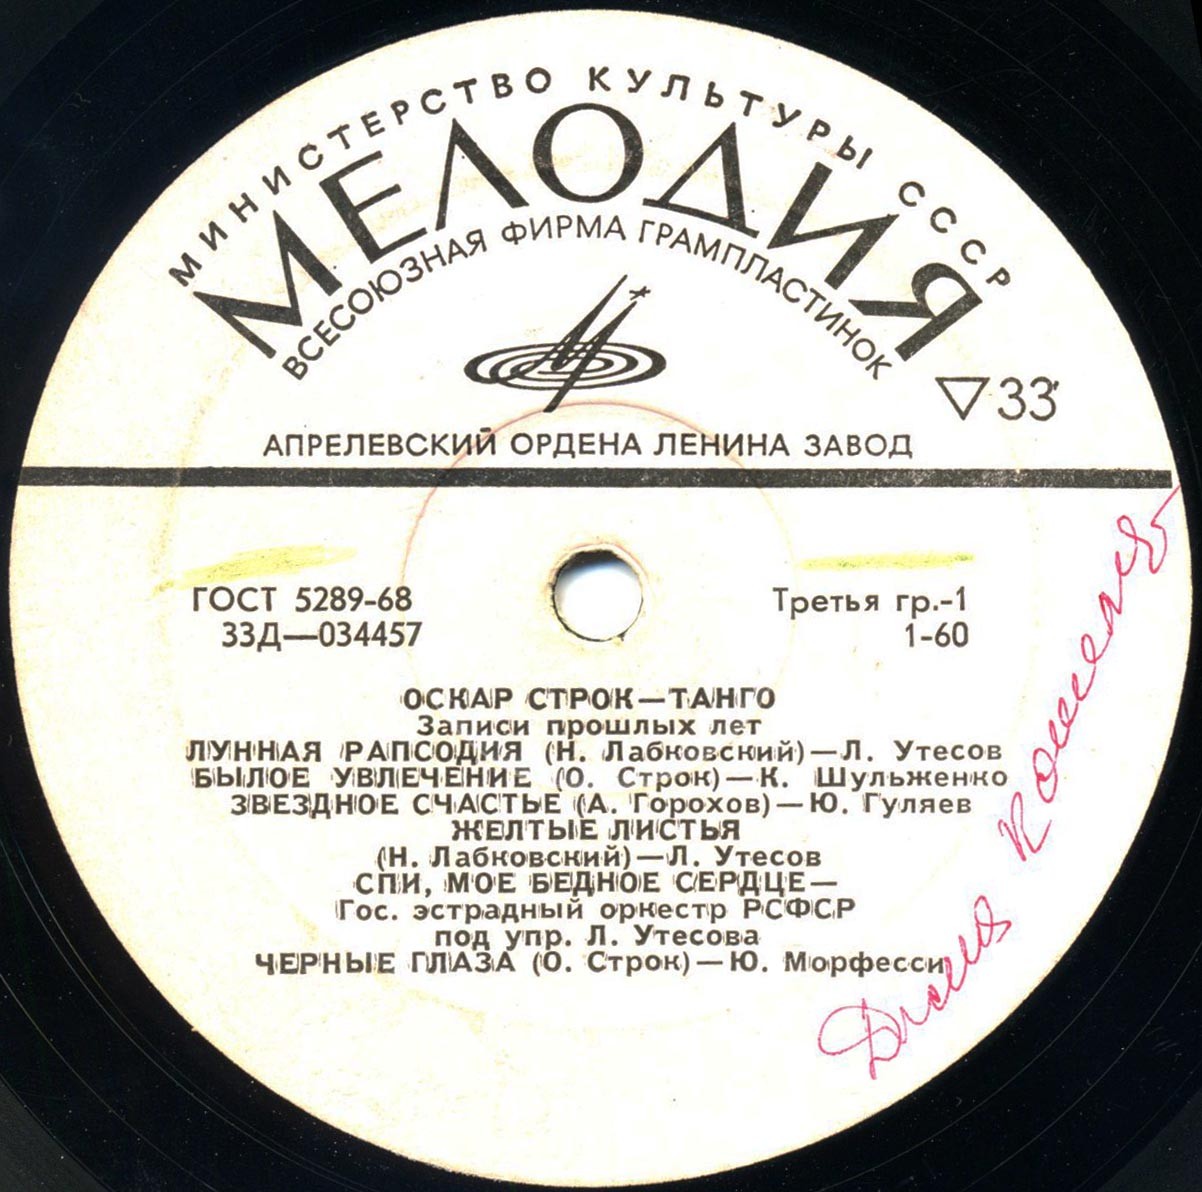 МИНИСТЕРСТВО КУЛЬТУРЫ СССР
МЕЛОДИЯ
ВСЕСОЮЗНАЯ ФИРМА ГРАМПЛАСТИНОК
▽33
АПРЕЛЕВСКИЙ ОРДЕНА ЛЕНИНА ЗАВОД
ГОСТ 5289-68
Третья гр.-1
33Д—034457
1-60
ОСКАР СТРОК—ТАНГО
Записи прошлых лет
ЛУННАЯ РАПСОДИЯ (Н. Лабковский)—Л. Утесов
БЫЛОЕ УВЛЕЧЕНИЕ (О. Строк)—К. Шульженко
ЗВЕЗДНОЕ СЧАСТЬЕ (А. Горохов)—Ю. Гуляев
ЖЕЛТЫЕ ЛИСТЬЯ
(Н. Лабковский)—Л. Утесов
СПИ, МОЕ БЕДНОЕ СЕРДЦЕ—
Гос. эстрадный оркестр РСФСР
под упр. Л. Утесова
ЧЕРНЫЕ ГЛАЗА (О. Строк)—Ю. Морфесси